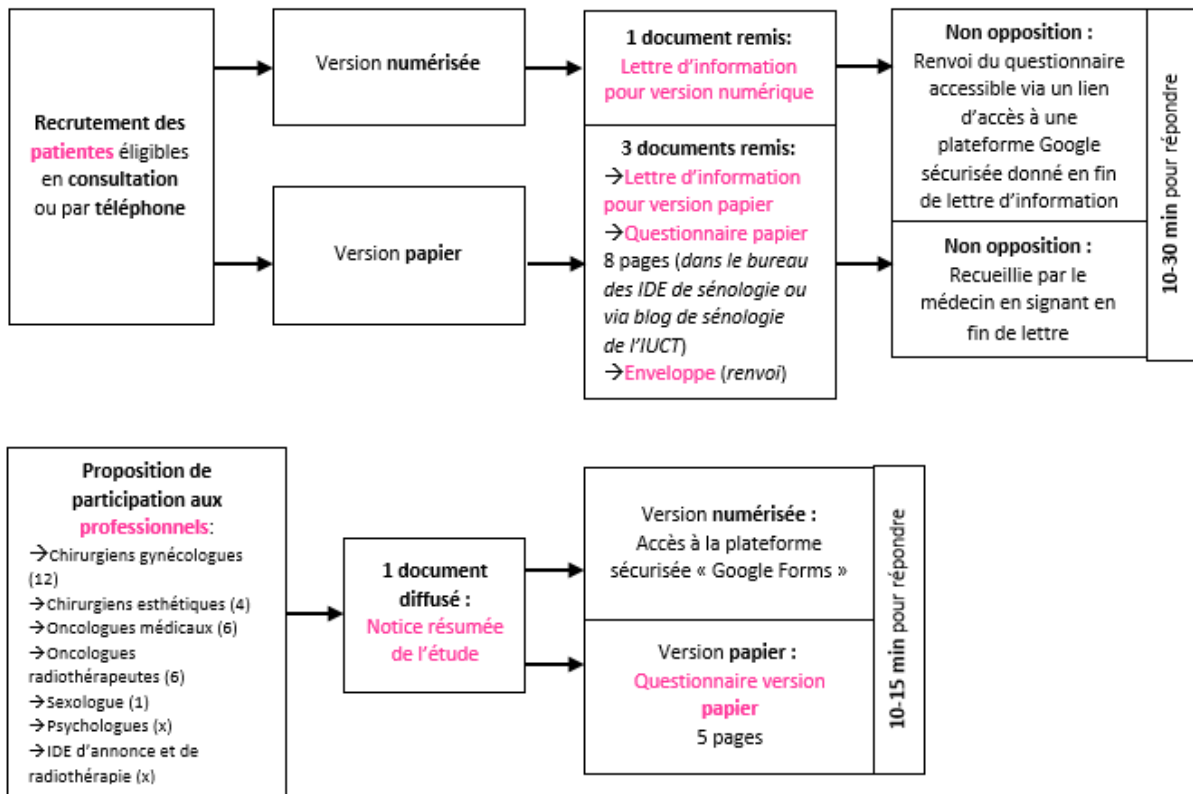 Recrutement des
patientes éligibles
en consultation
ou par téléphone
Version numérisée
Version papier
1 document remis:
Lettre d’information
pour version numérique
3 documents remis:
→Lettre d’information
pour version papier
→Questionnaire papier
8 pages (dans le bureau
des IDE de sénologie ou
via blog de sénologie
de l’IUCT)
→Enveloppe (renvoi)
Non opposition :
Renvoi du questionnaire
accessible via un lien
d’accès à une
plateforme Google
sécurisée donné en fin
de lettre d’information
Non opposition :
Recueillie par le
médecin en signant en
fin de lettre
10-30 min pour répondre
Proposition de
participation aux
professionnels:
→Chirurgiens gynécologues
(12)
→Chirurgiens esthétiques (4)
→Oncologues médicaux (6)
→Oncologues
radiothérapeutes (6)
→Sexologue (1)
→Psychologues (x)
→IDE d’annonce et de
radiothérapie (x)
1 document
diffusé :
Notice résumée
de l’étude
Version numérisée :
Accès à la plateforme
sécurisée « Google Forms »
Version papier :
Questionnaire version
papier
5 pages
10-15 min pour répondre